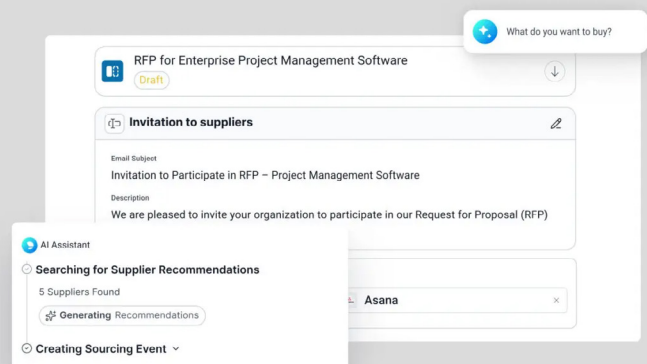 What do you want to buy?
RFP for Enterprise Project Management Software
Draft
Invitation to suppliers
Email Subject
Invitation to Participate in RFP – Project Management Software
Description
We are pleased to invite your organization to participate in our Request for Proposal (RFP)
AI Assistant
Searching for Supplier Recommendations
5 Suppliers Found
Generating Recommendations
Asana
Creating Sourcing Event